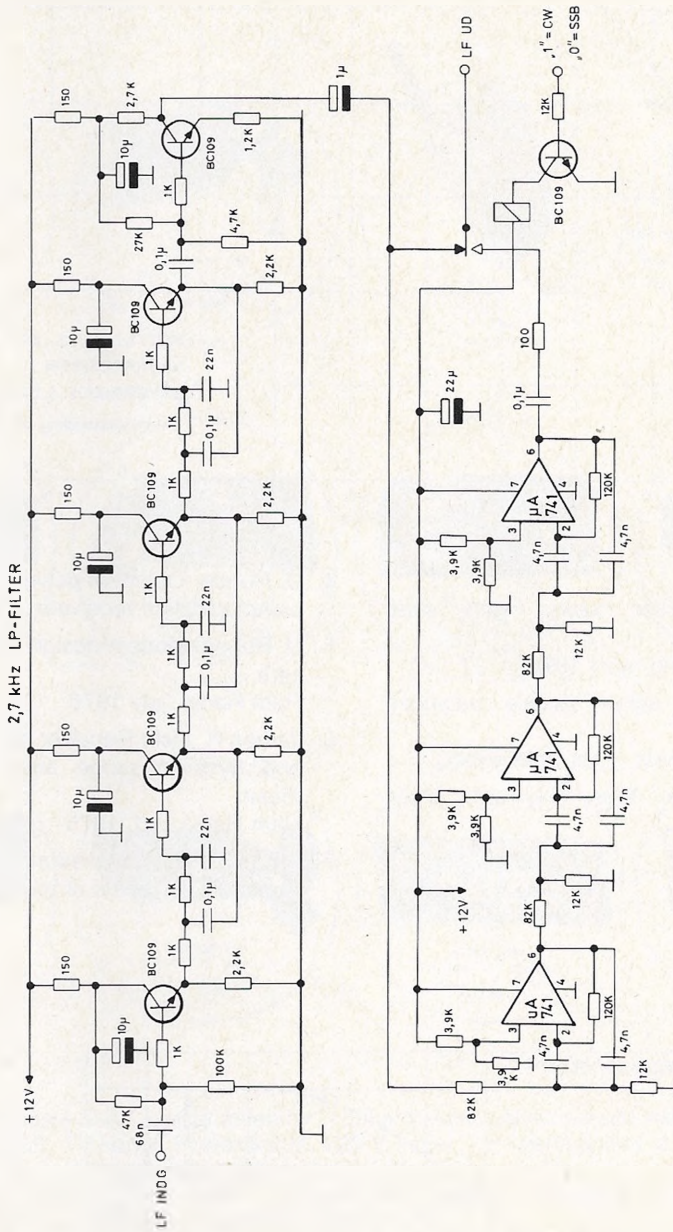 2,7 kHz LP-FILTER
+12V
LF INDG
68n
47K
100K
150
10µ
1K
BC109
2,2K
1K
0,1µ
1K
22n
1K
150
10µ
BC109
2,2K
1K
0,1µ
1K
22n
1K
150
10µ
BC109
2,2K
1K
0,1µ
1K
22n
1K
150
10µ
BC109
2,2K
0,1µ
27K
4,7K
150
10µ
2,7K
1K
BC109
1,2K
1µ
82K
12K
3,9K
3,9
K
4,7n
4,7n
120K
3
2
7
6
4
uA
741
+12V
82K
12K
3,9K
3,9K
4,7n
4,7n
120K
3
2
7
6
4
µA
741
82K
12K
3,9K
3,9K
4,7n
4,7n
120K
3
2
7
6
4
µA
741
22µ
0,1µ
100
LF UD
BC109
12K
„1"=CW
„0"=SSB